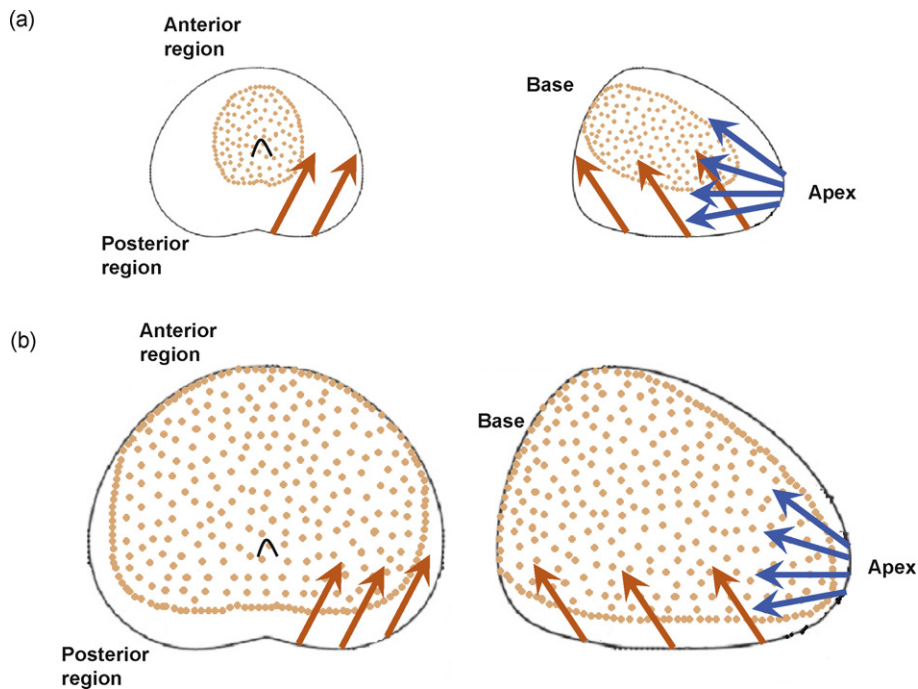 (a)
Anterior
region
Base
Apex
Posterior
region
(b)
Anterior
region
Base
Apex
Posterior
region